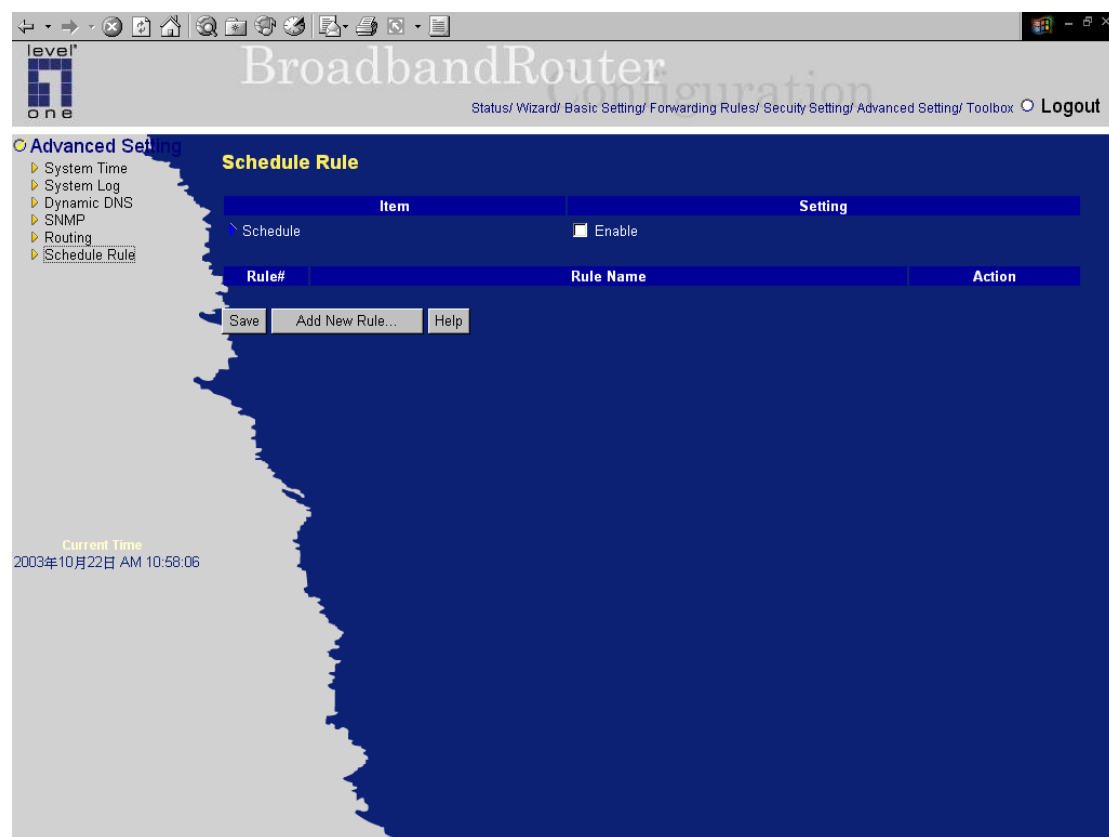 level
one
BroadbandRouter
Configuration
Status/ Wizard/ Basic Setting/ Forwarding Rules/ Secuity Setting/ Advanced Setting/ Toolbox Logout
Advanced Setting
System Time
System Log
Dynamic DNS
SNMP
Routing
Schedule Rule
Current Time
2003年10月22日 AM 10:58:06
Schedule Rule
Item Setting
Schedule Enable
Rule# Rule Name Action
Save Add New Rule... Help